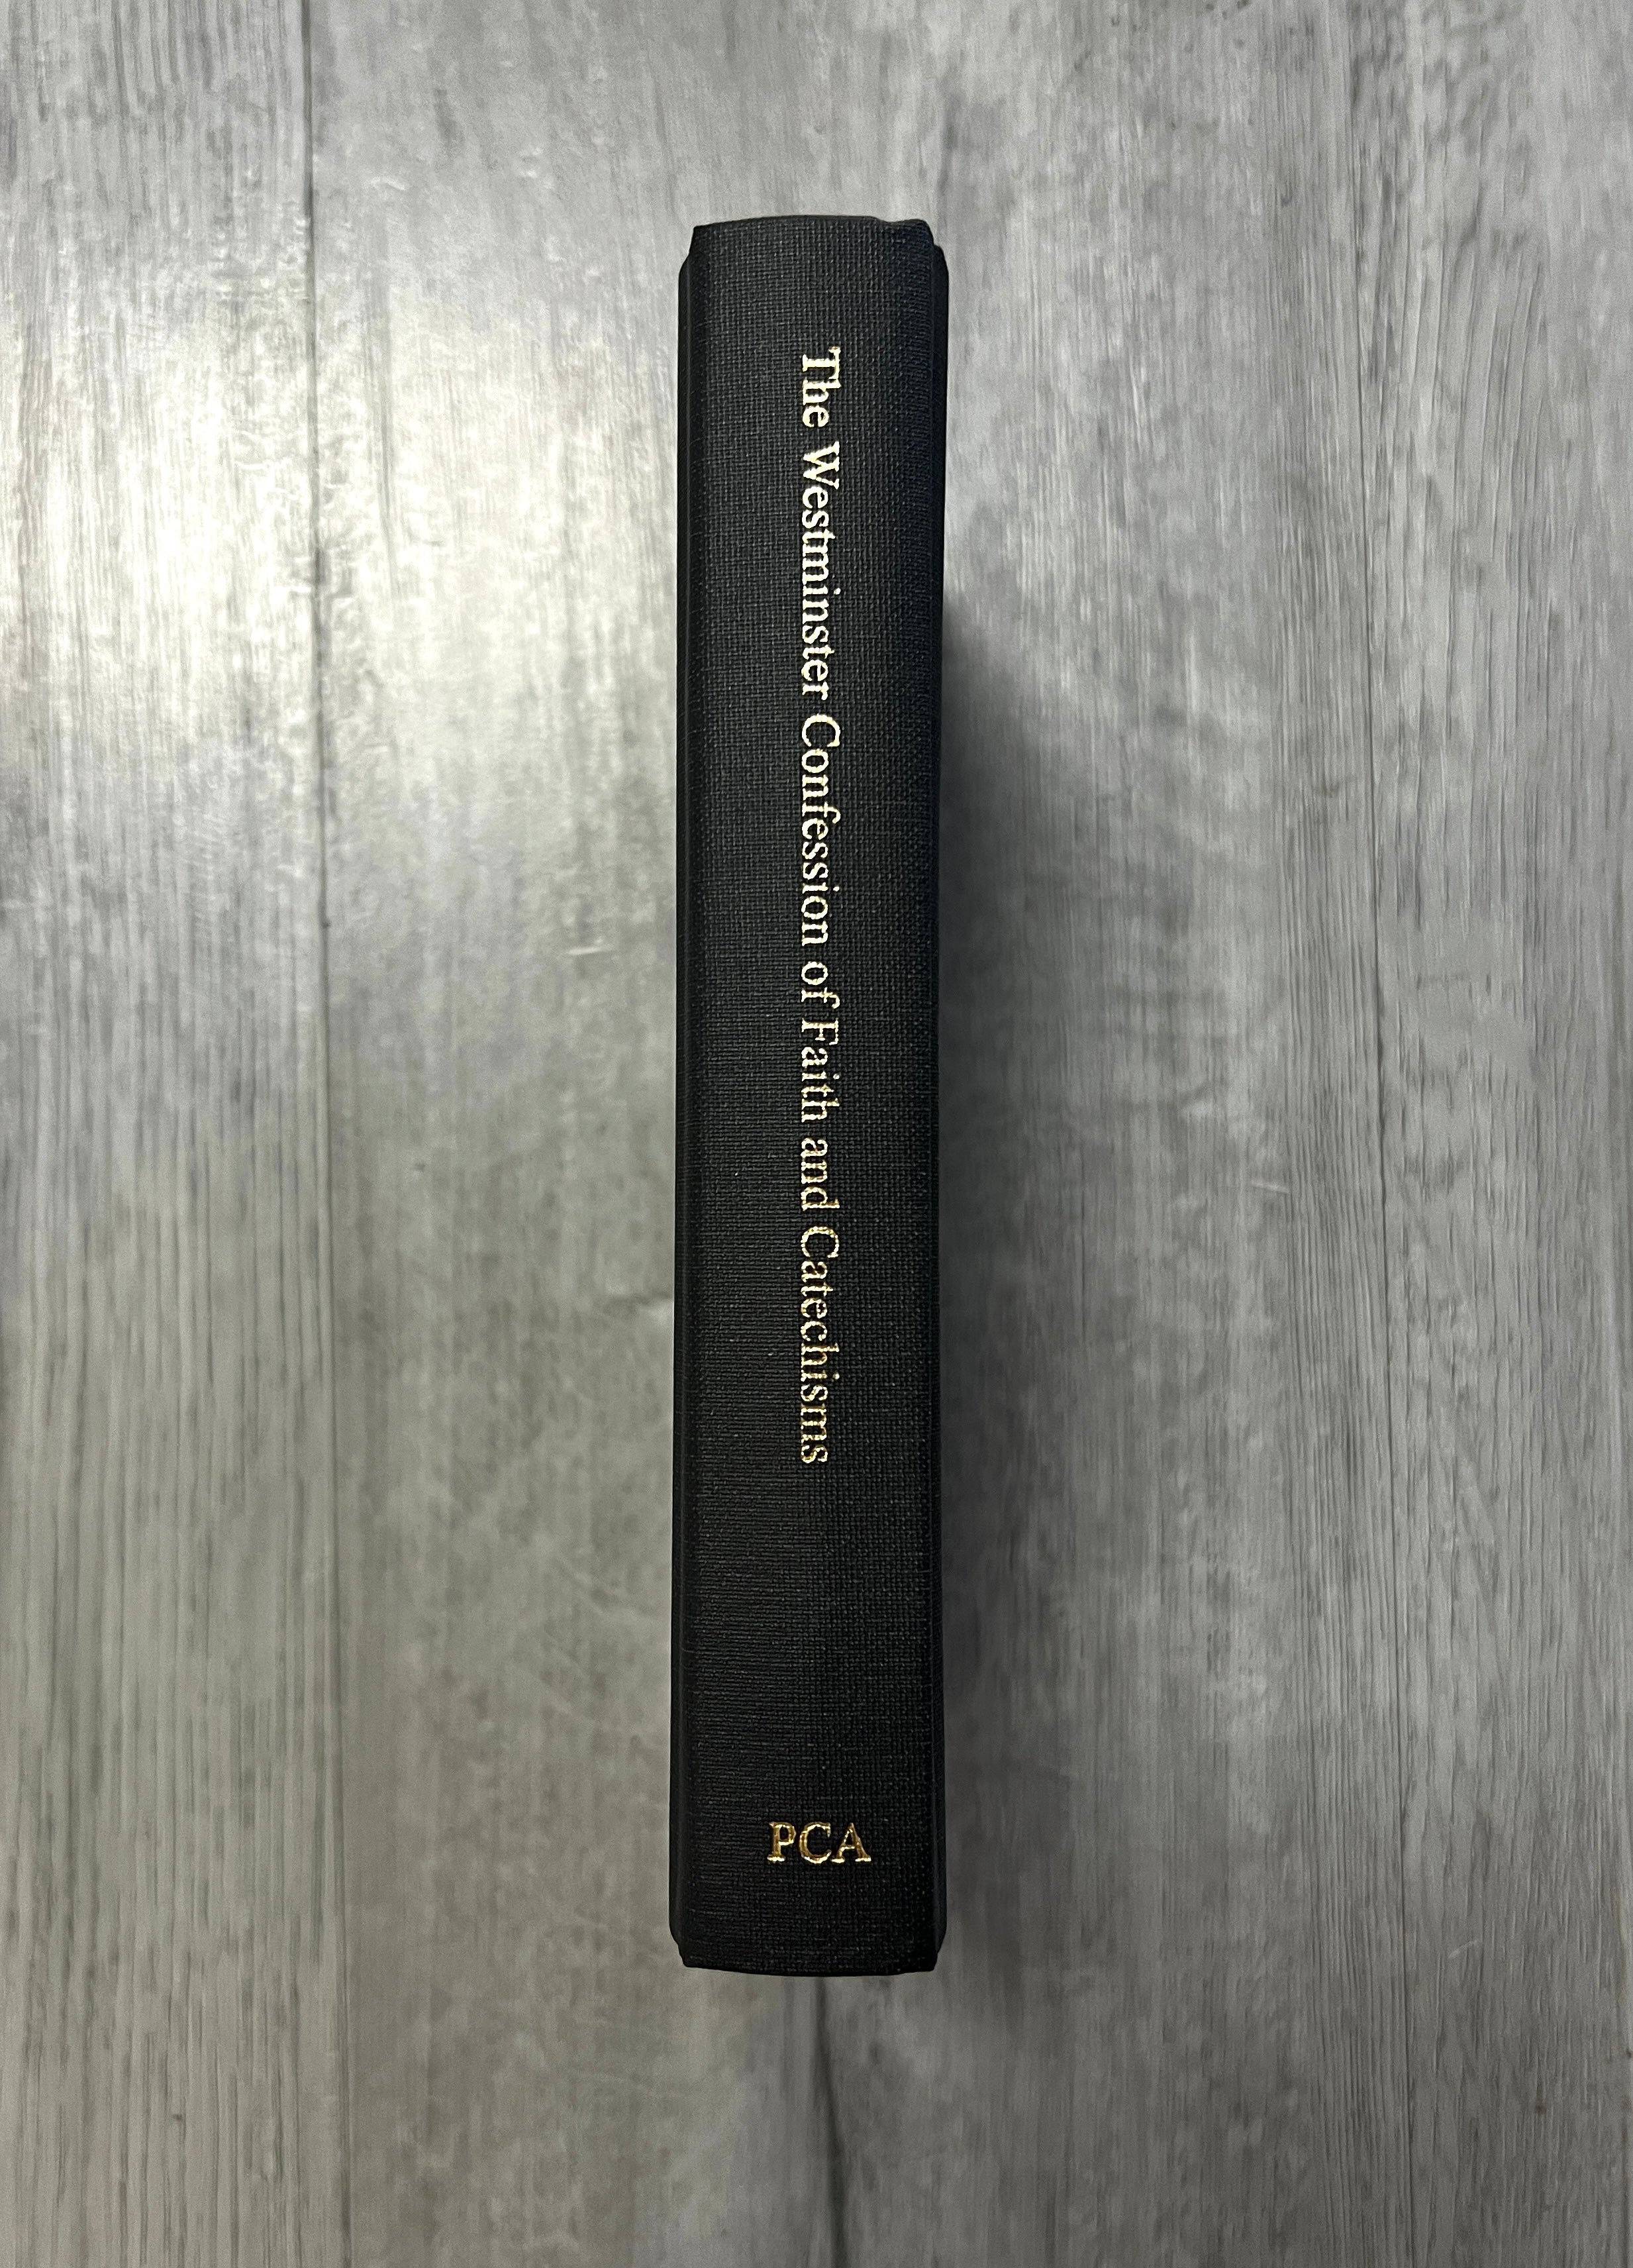 The Westminster Confession of Faith and Catechisms
PCA